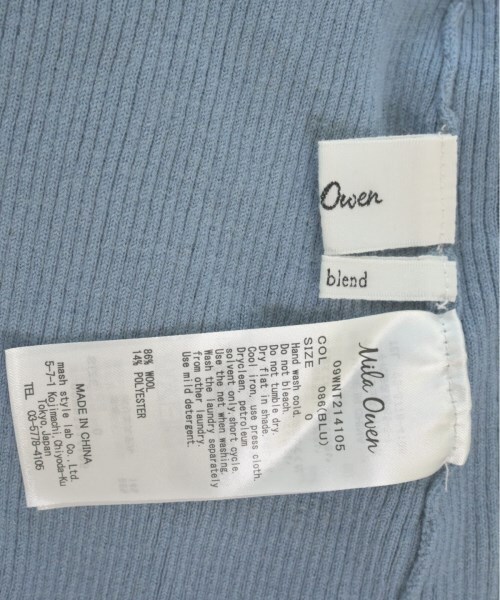 Owen
blend
Mila Owen
09WNT214105
COL 086(BLU)
SIZE 0
Hand wash cold.
Do not bleach.
Do not tumble dry.
Dry flat in shade.
Cool iron, use press cloth.
Dryclean, petroleum
solvent only,short cycle.
Use the net when washing.
Wash the laundry separately
from other laundry.
Use mild detergent.
86% WOOL
14% POLYESTER
MADE IN CHINA
mash style lab Co. Ltd.
5-7-1 Kojimachi Chiyoda-Ku
Tokyo, Japan
TEL 03-6778-4105